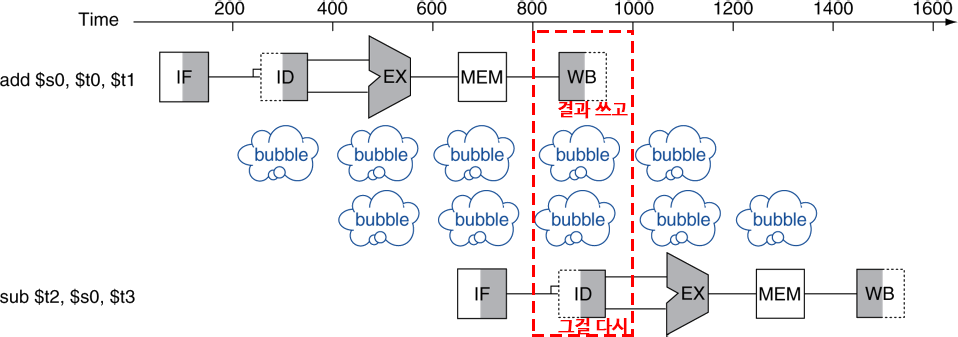 Time 200 400 600 800 1000 1200 1400 1600
add $s0, $t0, $t1 IF ID EX MEM WB
결과 쓰고
bubble bubble bubble bubble bubble
bubble bubble bubble bubble bubble
sub $t2, $s0, $t3 IF ID EX MEM WB
그걸 다시